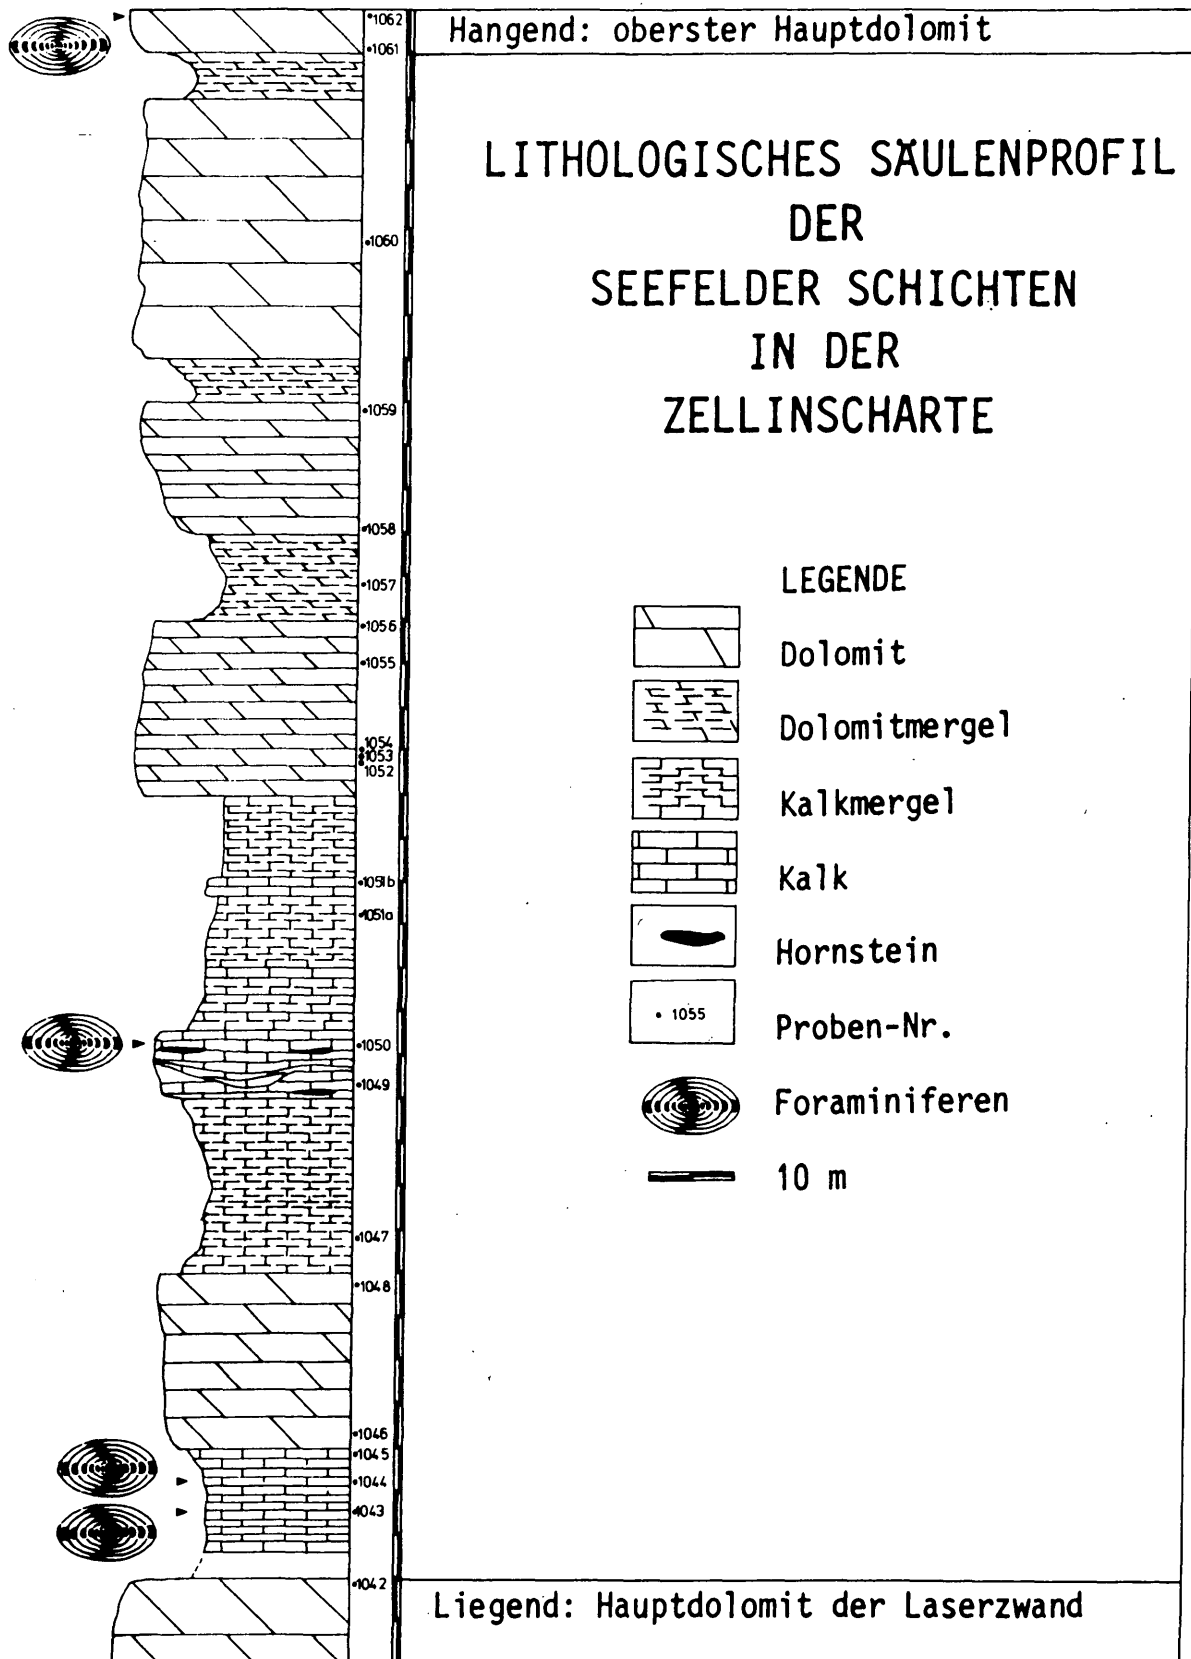 Hangend: oberster Hauptdolomit
LITHOLOGISCHES SÄULENPROFIL
DER
SEEFELDER SCHICHTEN
IN DER
ZELLINSCHARTE
LEGENDE
Dolomit
Dolomitmergel
Kalkmergel
Kalk
Hornstein
• 1055
Proben-Nr.
Foraminiferen
10 m
Liegend: Hauptdolomit der Laserzwand
•1062
•1061
•1060
•1059
•1058
•1057
•1056
•1055
•1054
•1053
•1052
•1051b
•1051a
•1050
•1049
•1047
•1048
•1046
•1045
•1044
•1043
•1042